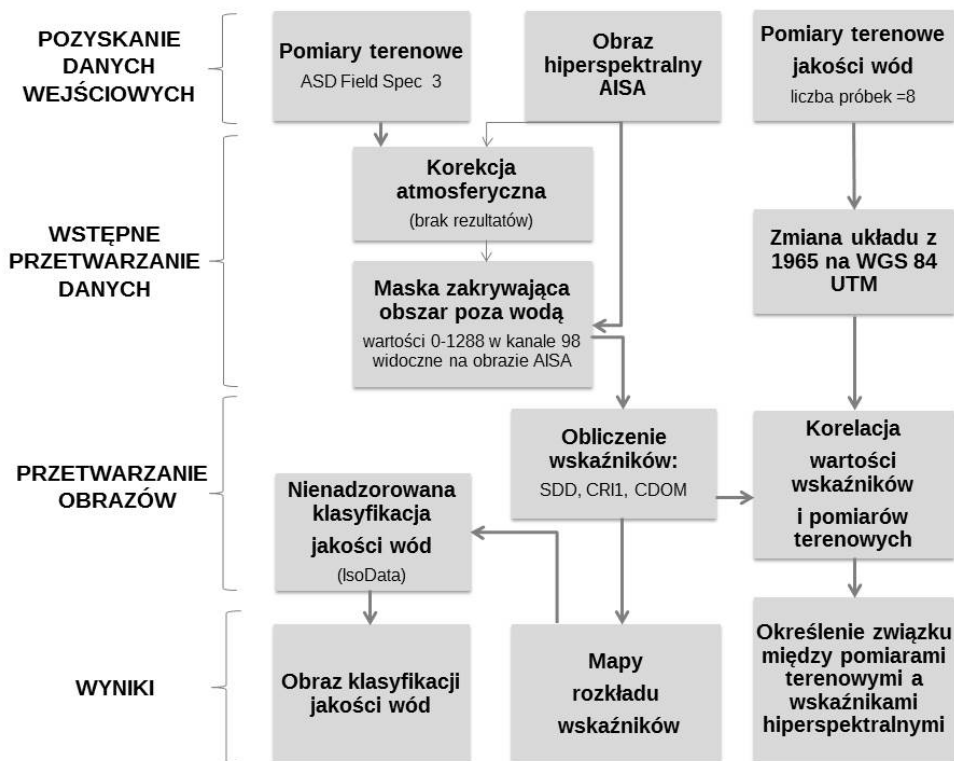 POZYSKANIE
DANYCH
WEJŚCIOWYCH
Pomiary terenowe
ASD Field Spec 3
Obraz
hiperspektralny
AISA
Pomiary terenowe
jakości wód
liczba próbek =8
WSTĘPNE
PRZETWARZANIE
DANYCH
Korekcja
atmosferyczna
(brak rezultatów)
Maska zakrywająca
obszar poza wodą
wartości 0-1288 w kanale 98
widoczne na obrazie AISA
Zmiana układu z
1965 na WGS 84
UTM
PRZETWARZANIE
OBRAZÓW
Nienadzorowana
klasyfikacja
jakości wód
(IsoData)
Obliczenie
wskaźników:
SDD, CRI1, CDOM
Korelacja
wartości
wskaźników
i pomiarów
terenowych
WYNIKI
Obraz klasyfikacji
jakości wód
Mapy
rozkładu
wskaźników
Określenie związku
między pomiarami
terenowymi a
wskaźnikami
hiperspektralnymi